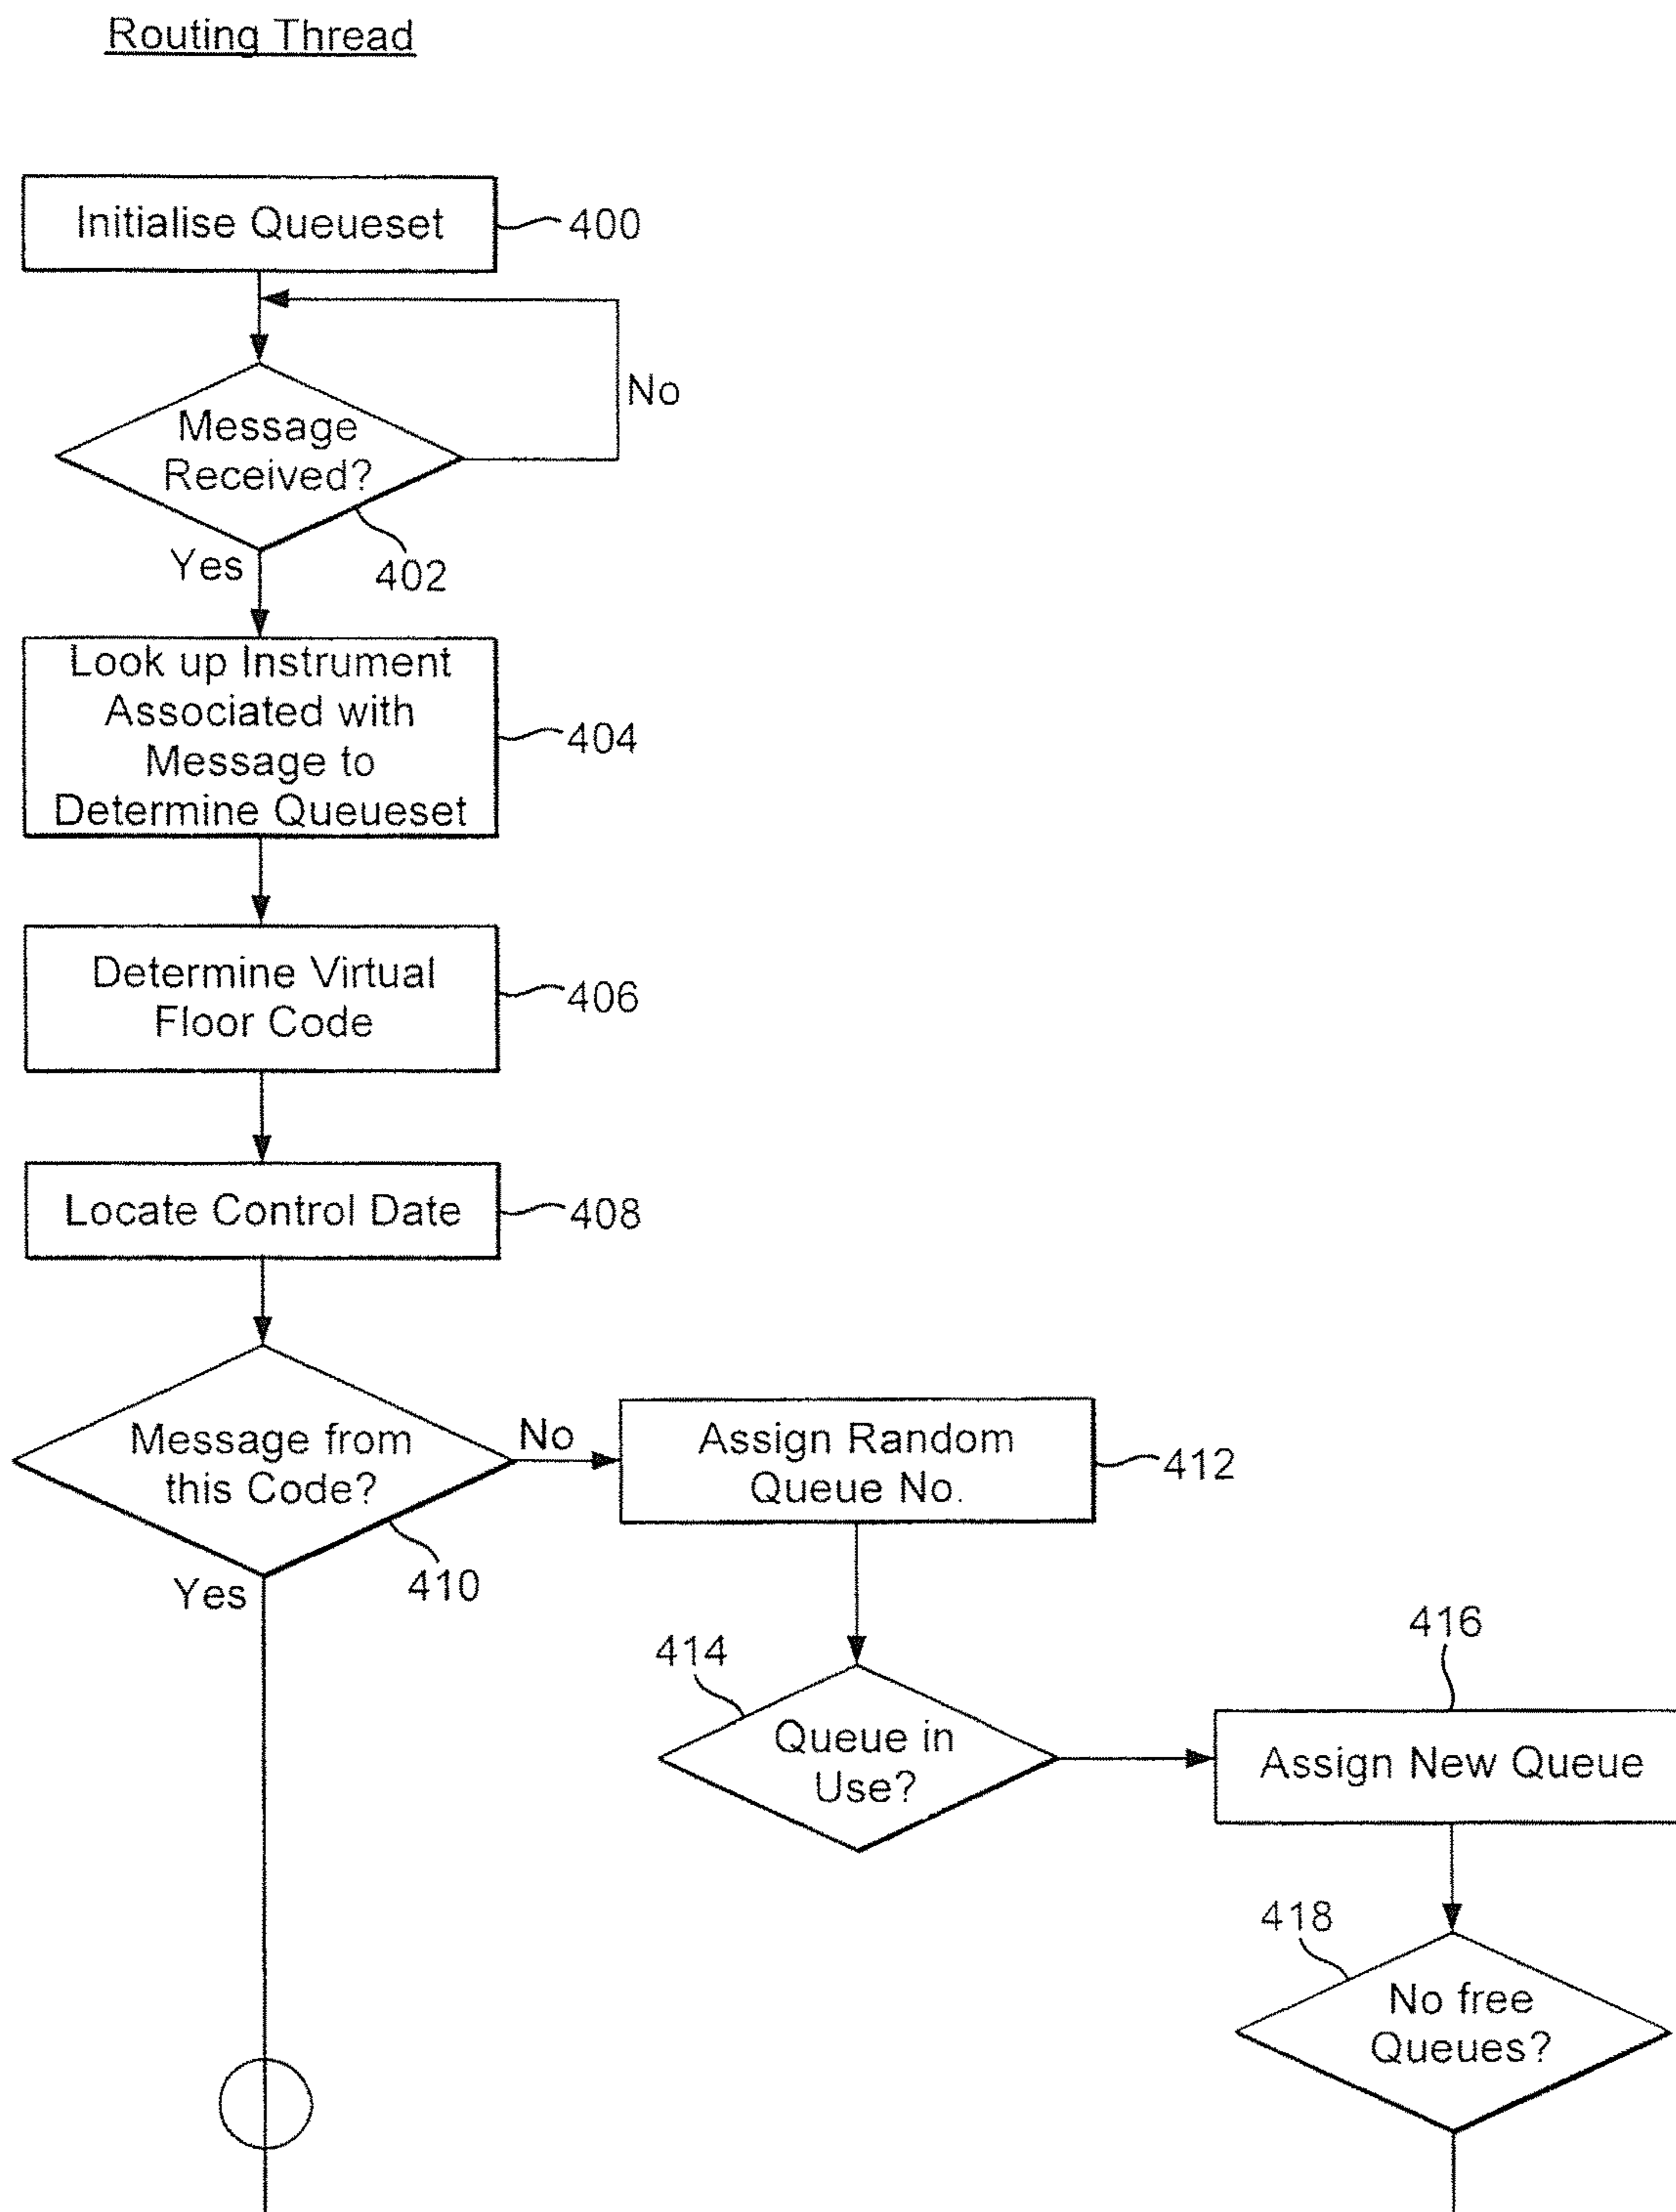 Routing Thread
Initialise Queueset
400
No
Message
Received?
Yes
402
Look up Instrument
Associated with
Message to
Determine Queueset
404
Determine Virtual
Floor Code
406
Locate Control Date
408
Message from
this Code?
No
Yes
410
Assign Random
Queue No.
412
414
Queue in
Use?
416
Assign New Queue
418
No free
Queues?